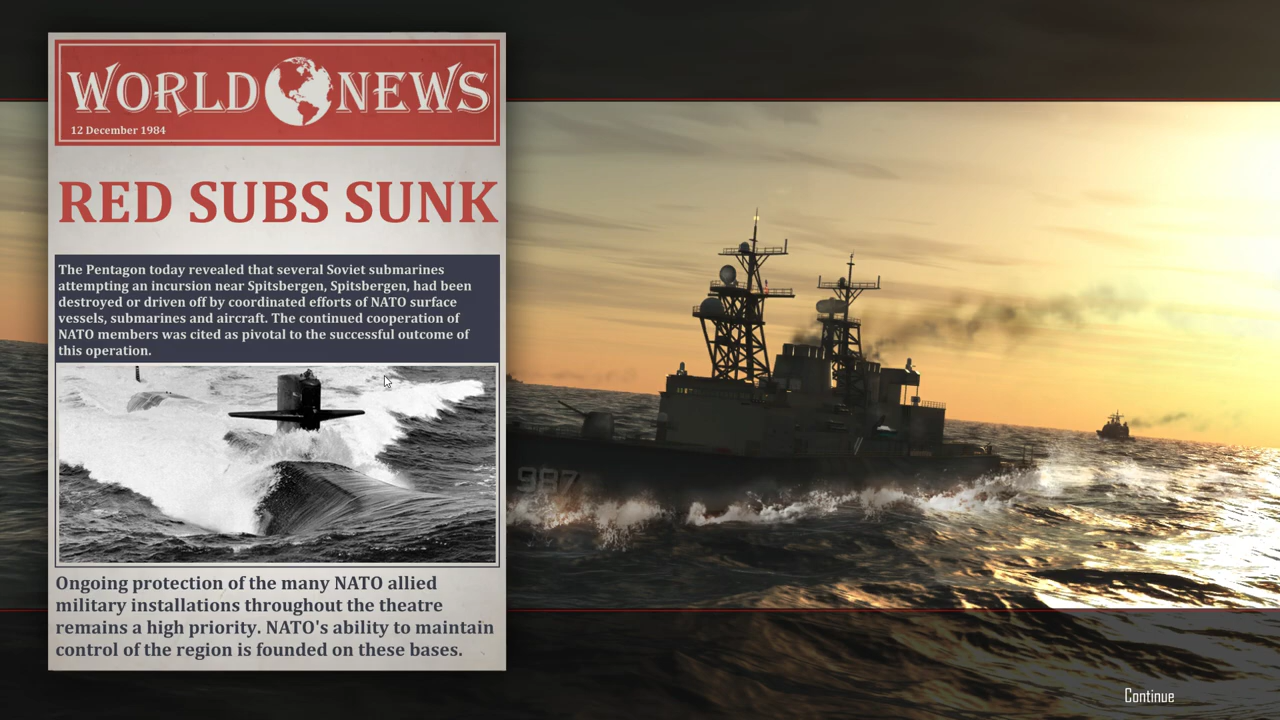 WORLD NEWS
12 December 1984
RED SUBS SUNK
The Pentagon today revealed that several Soviet submarines
attempting an incursion near Spitsbergen, Spitsbergen, had been
destroyed or driven off by coordinated efforts of NATO surface
vessels, submarines and aircraft. The continued cooperation of
NATO members was cited as pivotal to the successful outcome of
this operation.
987
Ongoing protection of the many NATO allied
military installations throughout the theatre
remains a high priority. NATO's ability to maintain
control of the region is founded on these bases.
Continue